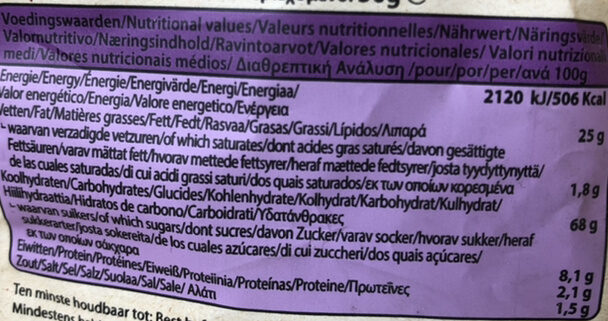 Voedingswaarden/Nutritional values/Valeurs nutritionnelles/Nährwert/Näringsvärde/
Valornutritivo/Næringsindhold/Ravintoarvot/Valores nutricionales/ Valori nutrizionali
medi/Valores nutricionais médios/ Διαθρεπτική Ανάλυση /pour/por/per/ανά 100g
Energie/Energy/Énergie/Energivärde/Energi/Energiaa/
Valor energético/Energia/Valore energetico/Ενέργεια 2120 kJ/506 Kcal
Vetten/Fat/Matières grasses/Fett/Fedt/Rasvaa/Grasas/Grassi/Lípidos/Λιπαρά 25 g
waarvan verzadigde vetzuren/of which saturates/dont acides gras saturés/davon gesättigte
Fettsäuren/varav mättat fett/hvorav mettede fettsyrer/heraf mættede fedtsyrer/josta tyydyttynyttä/
de las cuales saturadas/di cui acidi grassi saturi/dos quais saturados/εκ των οποίων κορεσμένα 1,8 g
Koolhydraten/Carbohydrates/Glucides/Kohlenhydrate/Kolhydrat/Karbohydrat/Kulhydrat/
Hiilihydraattia/Hidratos de carbono/Carboidrati/Υδατάνθρακες 68 g
waarvan suikers/of which sugars/dont sucres/davon Zucker/varav socker/hvorav sukker/heraf
sukkerarter/josta sokereita/de los cuales azúcares/di cui zuccheri/dos quais açúcares/
εκ των οποίων σάκχαρα 8,1 g
Eiwitten/Protein/Protéines/Eiweiß/Proteiinia/Proteínas/Proteine/Πρωτεΐνες 2,1 g
Zout/Salt/Sel/Salz/Suolaa/Sal/Sale/ Αλάτι 1,5 g
Ten minste houdbaar tot:
Mindestens